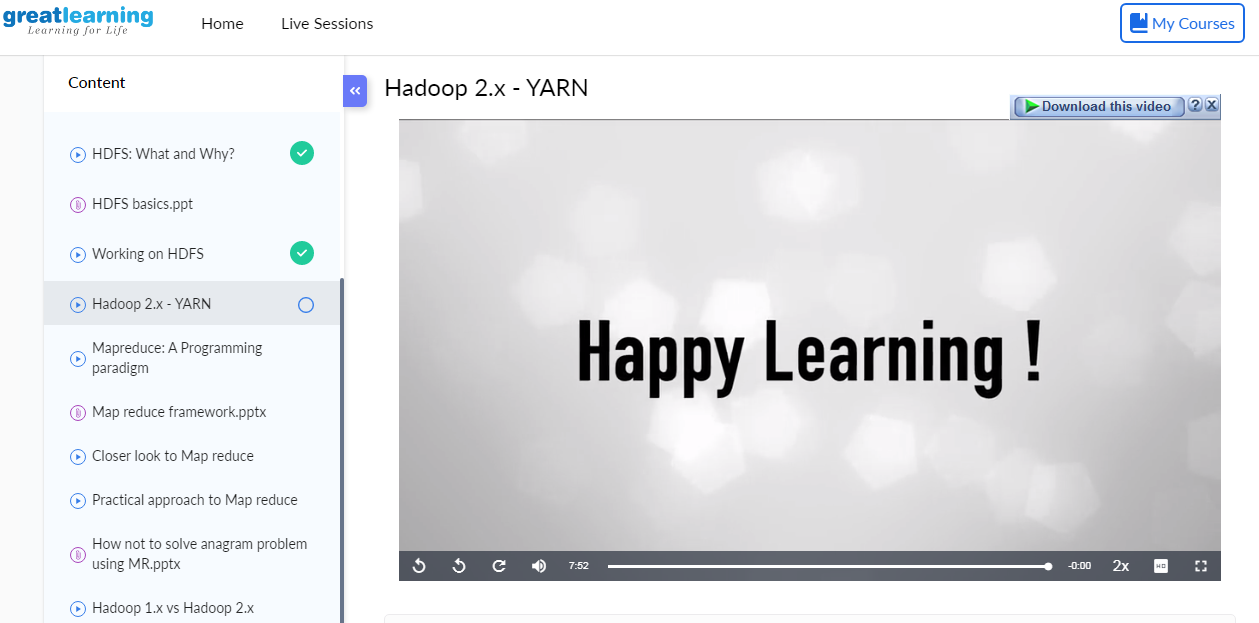 greatlearning
Learning for Life
Home
Live Sessions
My Courses
Content
«
Hadoop 2.x - YARN
Download this video
?
X
HDFS: What and Why?
HDFS basics.ppt
Working on HDFS
Hadoop 2.x - YARN
Mapreduce: A Programming
paradigm
Map reduce framework.pptx
Closer look to Map reduce
Practical approach to Map reduce
How not to solve anagram problem
using MR.pptx
Hadoop 1.x vs Hadoop 2.x
Happy Learning !
7:52
-0:00
2x
HD